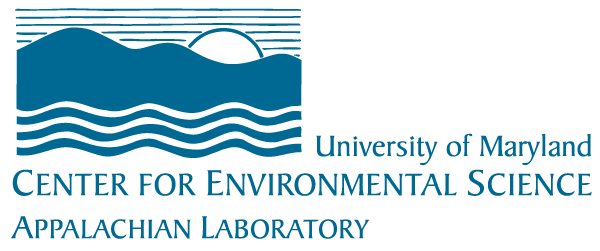 University of Maryland
CENTER FOR ENVIRONMENTAL SCIENCE
APPALACHIAN LABORATORY